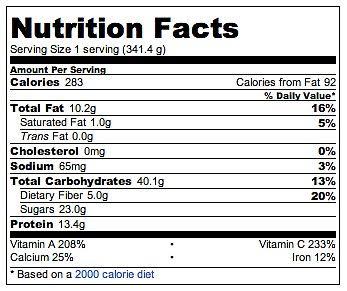 Nutrition Facts
Serving Size 1 serving (341.4 g)
Amount Per Serving
Calories 283 Calories from Fat 92
% Daily Value*
Total Fat 10.2g 16%
Saturated Fat 1.0g 5%
Trans Fat 0.0g
Cholesterol 0mg 0%
Sodium 65mg 3%
Total Carbohydrates 40.1g 13%
Dietary Fiber 5.0g 20%
Sugars 23.0g
Protein 13.4g
Vitamin A 208% • Vitamin C 233%
Calcium 25% • Iron 12%
* Based on a 2000 calorie diet